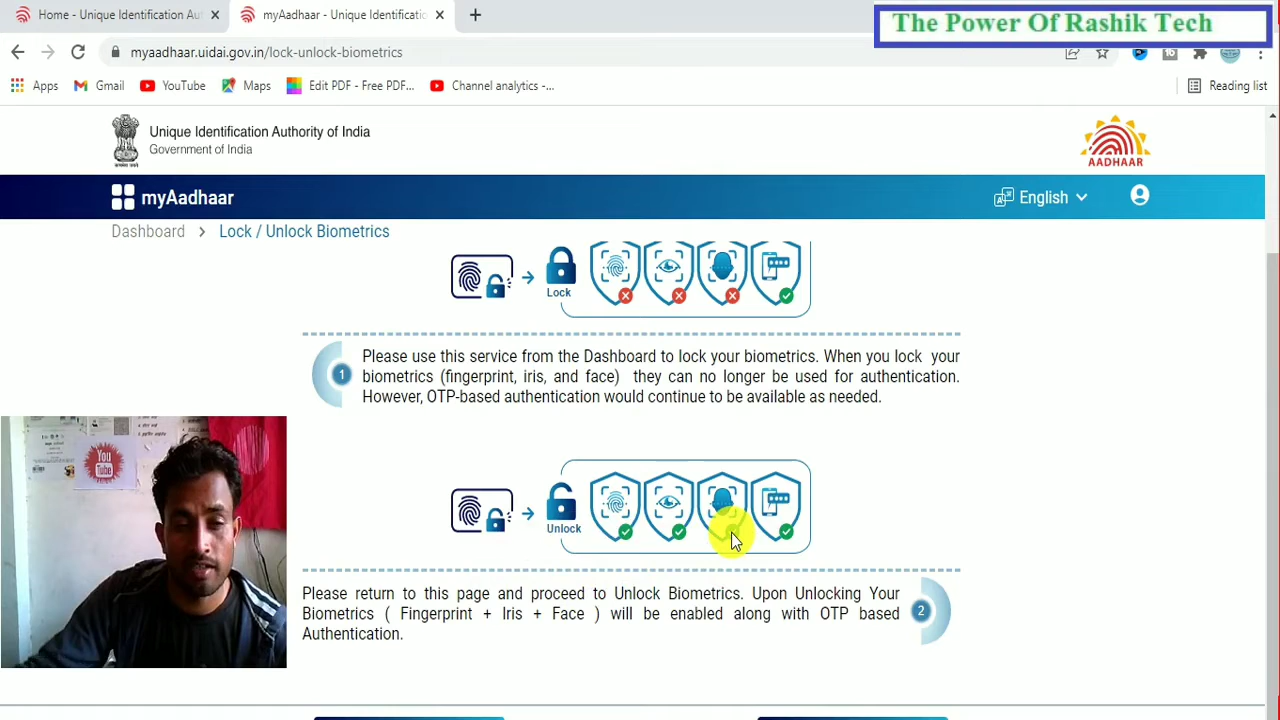 Home - Unique Identification Aut
myAadhaar - Unique Identificatio
The Power Of Rashik Tech
myaadhaar.uidai.gov.in/lock-unlock-biometrics
Apps
Gmail
YouTube
Maps
Edit PDF - Free PDF...
Channel analytics -...
Reading list
Unique Identification Authority of India
Government of India
AADHAAR
myAadhaar
English
Dashboard > Lock / Unlock Biometrics
Lock
1
Please use this service from the Dashboard to lock your biometrics. When you lock your
biometrics (fingerprint, iris, and face) they can no longer be used for authentication.
However, OTP-based authentication would continue to be available as needed.
You
Tube
Unlock
Please return to this page and proceed to Unlock Biometrics. Upon Unlocking Your
Biometrics ( Fingerprint + Iris + Face ) will be enabled along with OTP based
Authentication.
2